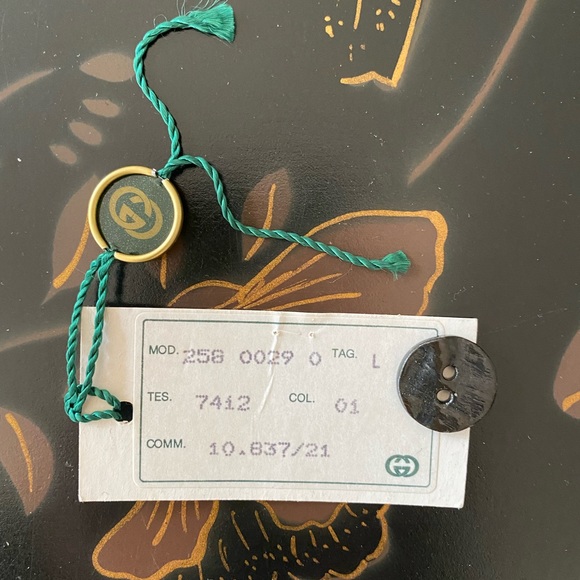 MOD. 258 0029 0 TAG. L
TES. 7412 COL. 01
COMM. 10.837/21